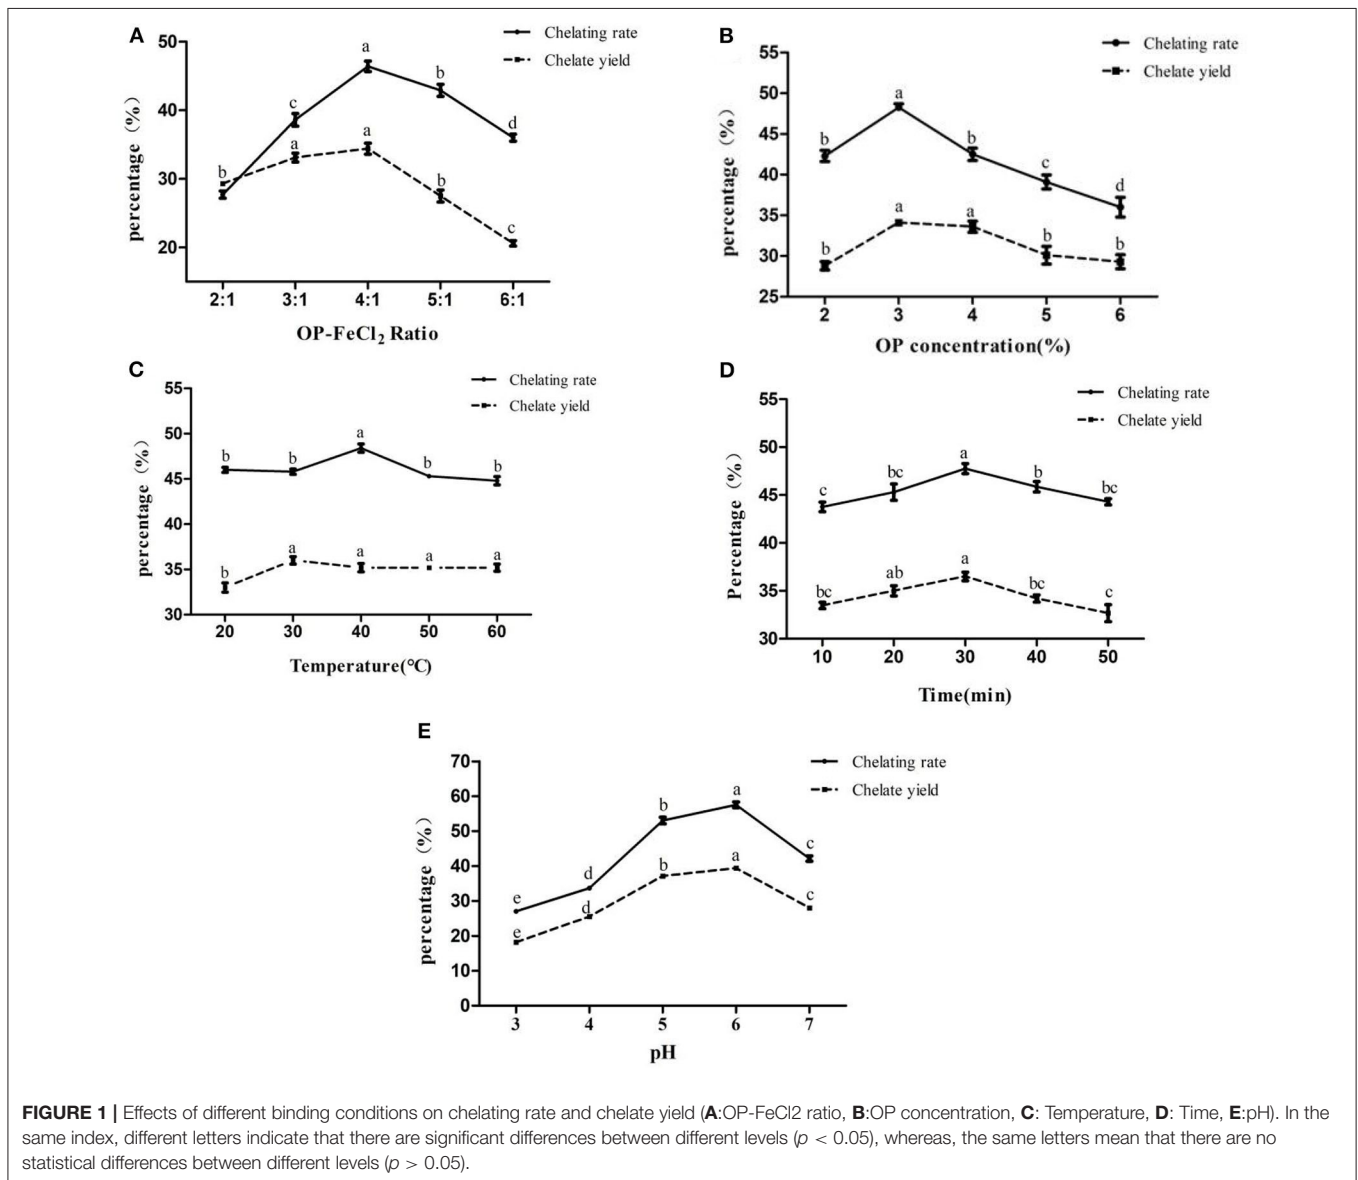 A
Chelating rate
Chelate yield
percentage (%)
50
40
30
20
a
b
c
d
a
a
b
b
c
2:1 3:1 4:1 5:1 6:1
OP-FeCl2 Ratio
B
Chelating rate
Chelate yield
percentage (%)
55
50
45
40
35
30
25
b
a
b
c
d
b
a
a
b
b
2 3 4 5 6
OP concentration(%)
C
Chelating rate
Chelate yield
percentage (%)
55
50
45
40
35
30
b
b
a
b
b
b
a
a
a
a
20 30 40 50 60
Temperature(°C)
D
Chelating rate
Chelate yield
Percentage (%)
55
50
45
40
35
30
c
bc
a
b
bc
bc
ab
a
bc
c
10 20 30 40 50
Time(min)
E
Chelating rate
Chelate yield
percentage (%)
70
60
50
40
30
20
10
0
e
d
b
a
c
e
d
b
a
c
3 4 5 6 7
pH
FIGURE 1 | Effects of different binding conditions on chelating rate and chelate yield (A:OP-FeCl2 ratio, B:OP concentration, C: Temperature, D: Time, E:pH). In the
same index, different letters indicate that there are significant differences between different levels (p < 0.05), whereas, the same letters mean that there are no
statistical differences between different levels (p > 0.05).